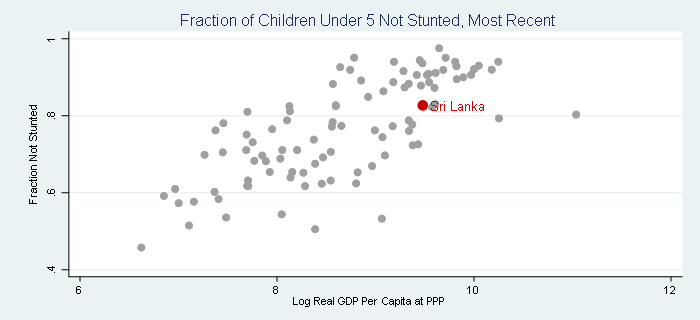 Fraction of Children Under 5 Not Stunted, Most Recent
Fraction Not Stunted
1
.8
.6
.4
Sri Lanka
6
8
10
12
Log Real GDP Per Capita at PPP